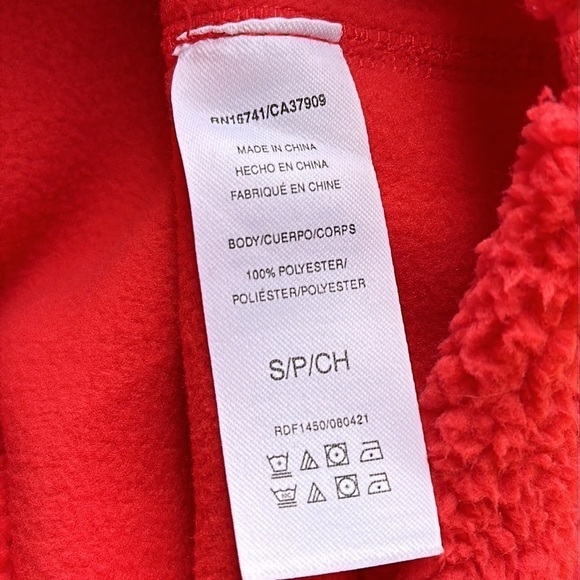 RN16741/CA37909
MADE IN CHINA
HECHO EN CHINA
FABRIQUÉ EN CHINE
BODY/CUERPO/CORPS
100% POLYESTER/
POLIÉSTER/POLYESTER
S/P/CH
RDF1450/080421